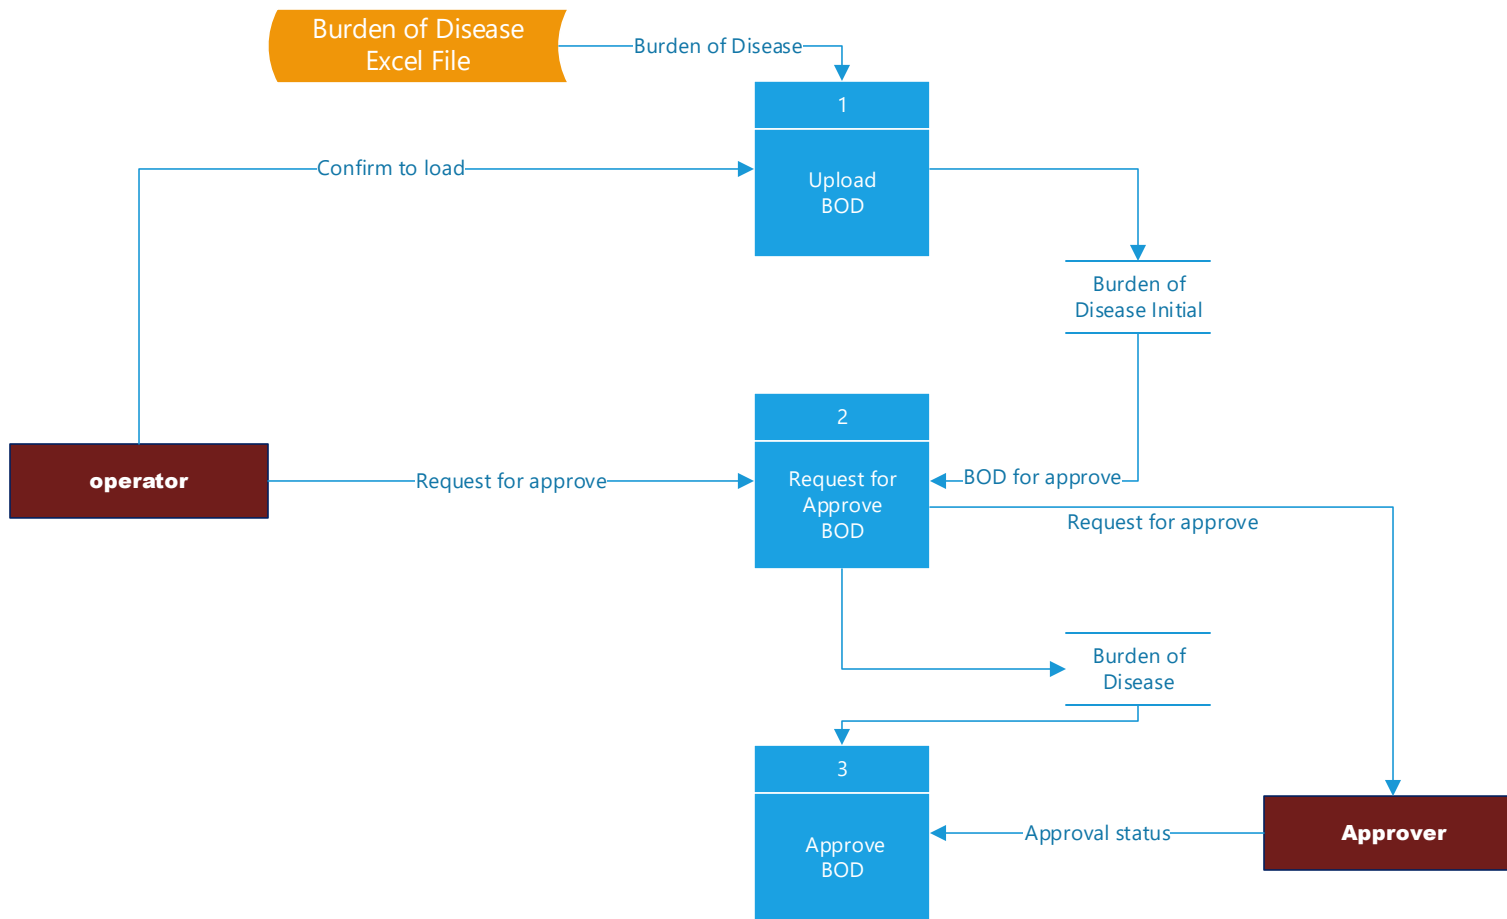 Burden of Disease
Excel File
Burden of Disease
1
Confirm to load
Upload
BOD
Burden of
Disease Initial
2
operator
Request for approve
Request for
Approve
BOD
BOD for approve
Request for approve
Burden of
Disease
3
Approve
BOD
Approval status
Approver